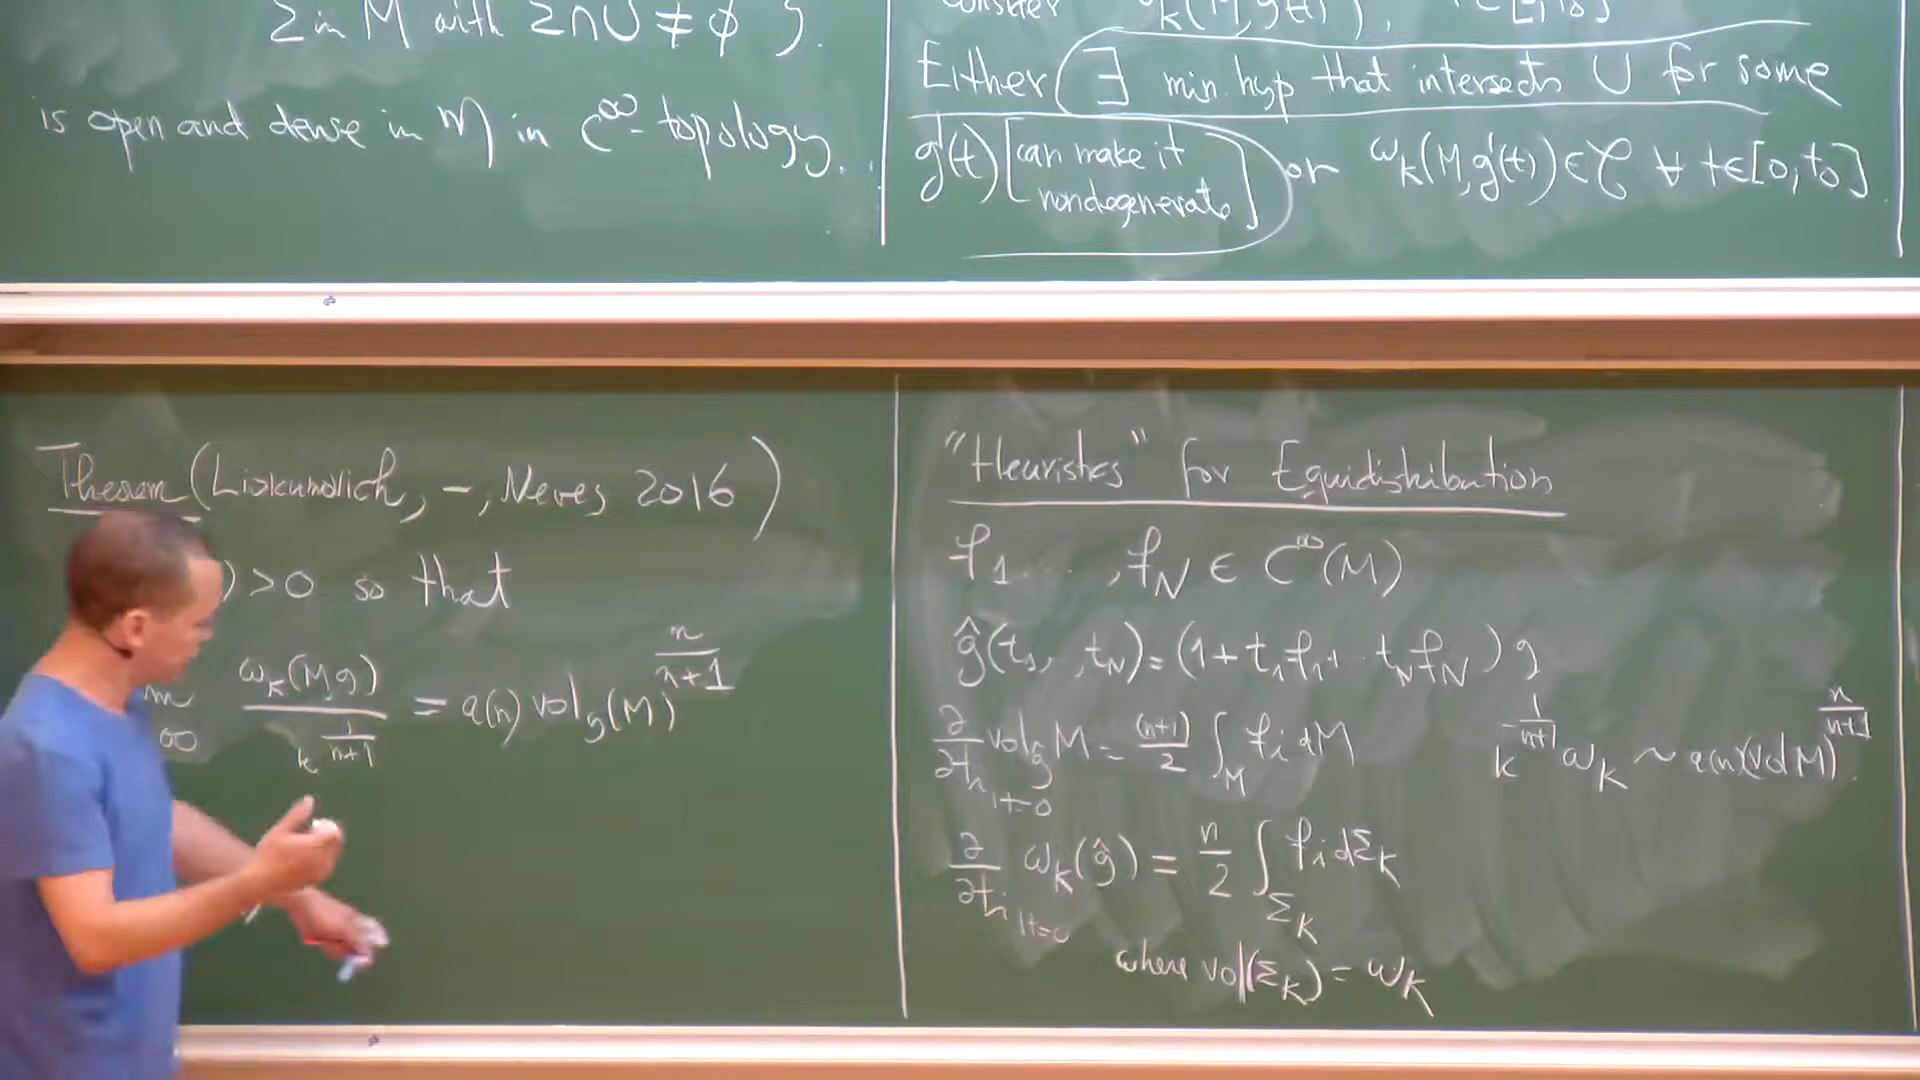 Σ in M with Σ∩U ≠ ∅ }.
is open and dense in M in C^∞-topology.
consider ω_k(M,g(t)),
Either ∃ min. hyp that intersects U for some
g'(t) [can make it nondegenerate] or ω_k(M,g'(t)) ∈ C ∀ t∈[0,t_0].
Theorem (Liokumovich, -, Neves 2016)
) > 0 so that
ω_k(M,g) / k^{1/(n+1)} = a(n) vol_g(M)^{n/(n+1)}
∞
"Heuristics" for Equidistribution
f_1 ... , f_N ∈ C^∞(M)
ĝ(t_1, ,t_N) = (1+t_1f_1+ ··· t_Nf_N) g
∂/∂t_i vol_ĝ M |_{t=0} = (n+1)/2 ∫_M f_i dM
k^{-1/(n+1)} ω_k ~ a(n)(vol M)^{n/(n+1)}.
∂/∂t_i |_{t=0} ω_k(ĝ) = n/2 ∫_{Σ_k} f_i dΣ_k
where vol(Σ_k) = ω_k